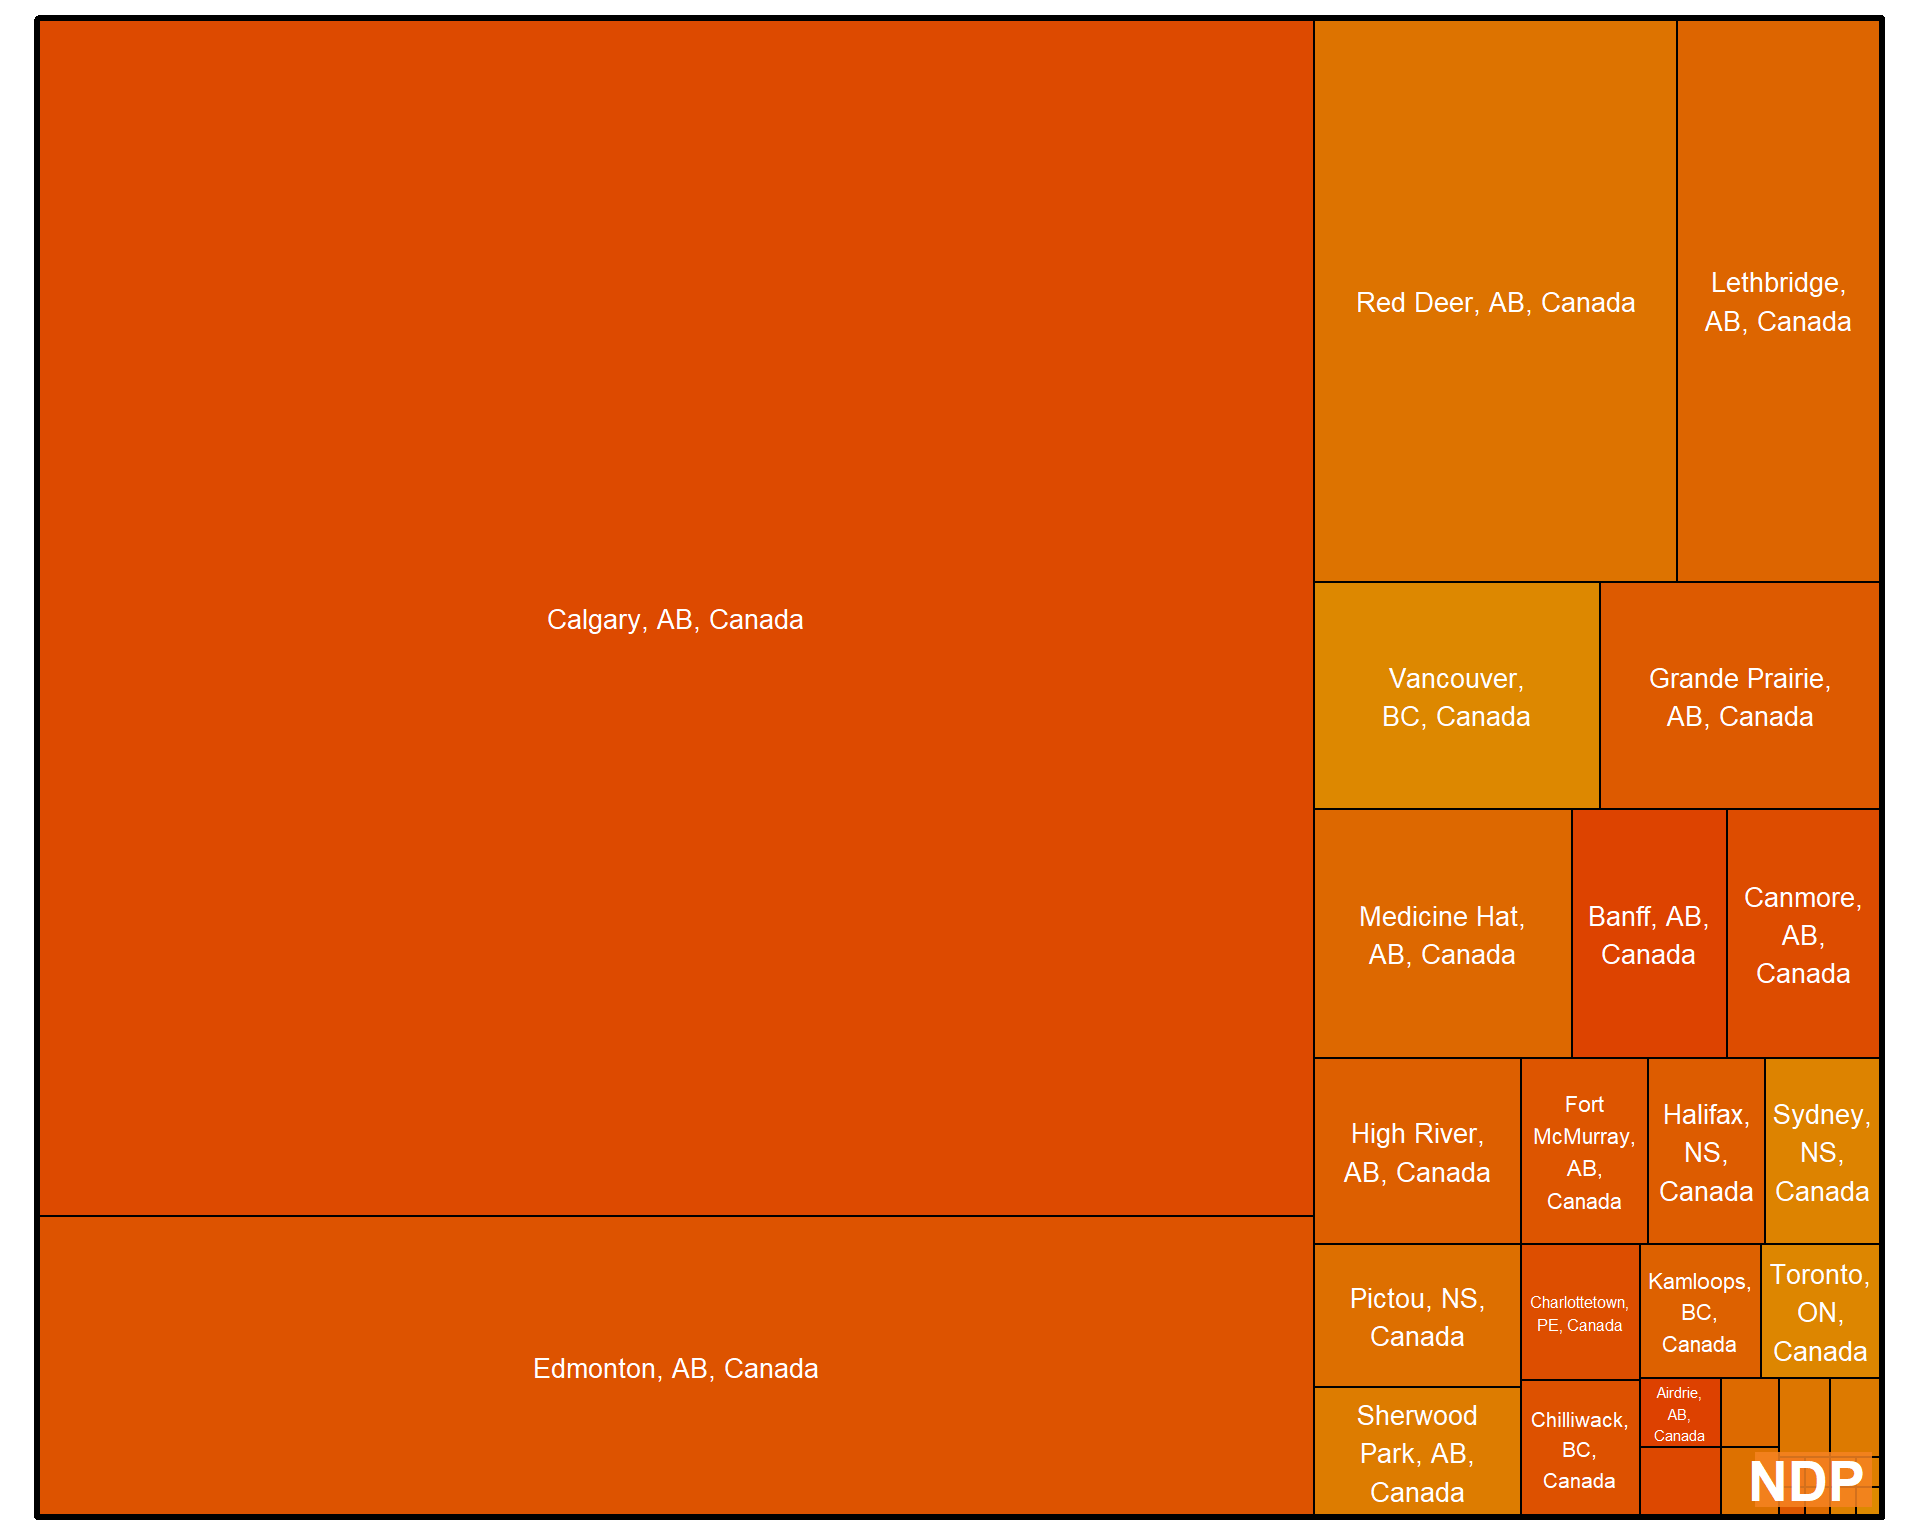 Calgary, AB, Canada
Edmonton, AB, Canada
Red Deer, AB, Canada
Lethbridge,
AB, Canada
Vancouver,
BC, Canada
Grande Prairie,
AB, Canada
Medicine Hat,
AB, Canada
Banff, AB,
Canada
Canmore,
AB,
Canada
High River,
AB, Canada
Fort
McMurray,
AB,
Canada
Halifax,
NS,
Canada
Sydney,
NS,
Canada
Pictou, NS,
Canada
Charlottetown,
PE, Canada
Kamloops,
BC,
Canada
Toronto,
ON,
Canada
Sherwood
Park, AB,
Canada
Chilliwack,
BC,
Canada
Airdrie,
AB,
Canada
NDP